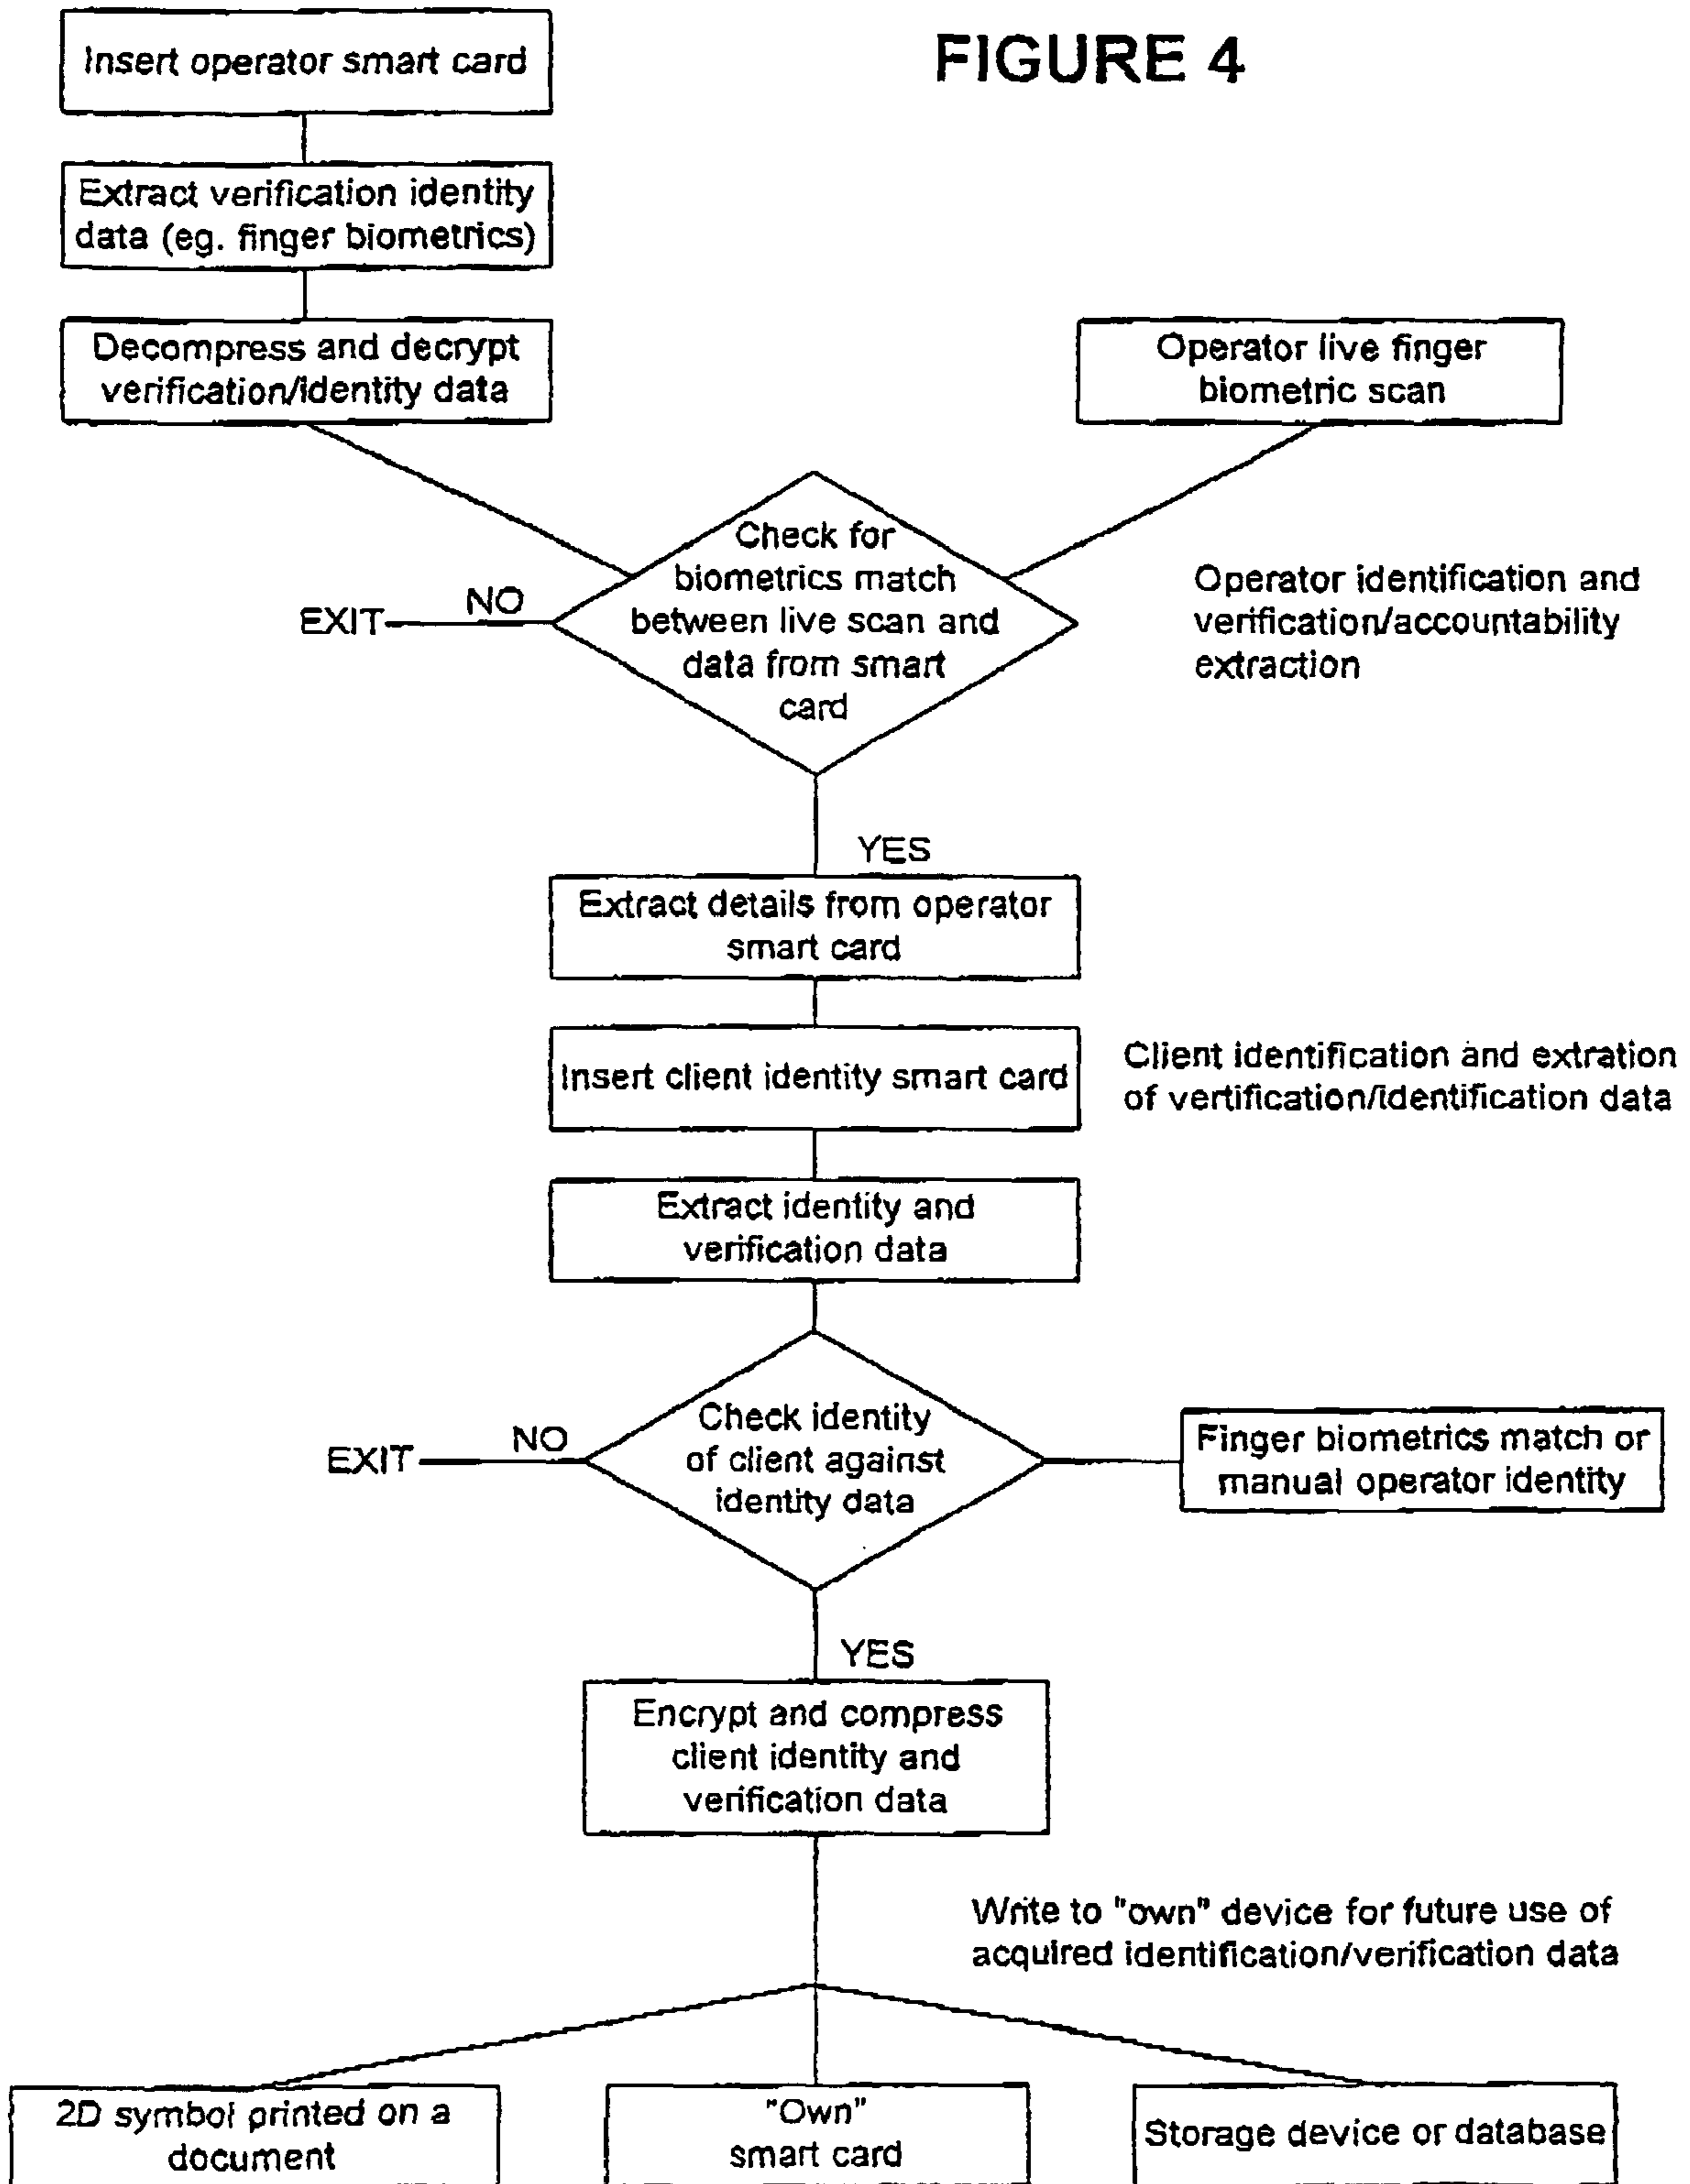 FIGURE 4
Insert operator smart card
Extract verification identity
data (eg. finger biometrics)
Decompress and decrypt
verification/identity data
Operator live finger
biometric scan
Check for
biometrics match
between live scan and
data from smart
card
EXIT
NO
Operator identification and
verification/accountability
extraction
YES
Extract details from operator
smart card
Insert client identity smart card
Client identification and extration
of vertification/identification data
Extract identity and
verification data
Check identity
of client against
identity data
EXIT
NO
Finger biometrics match or
manual operator identity
YES
Encrypt and compress
client identity and
verification data
Write to "own" device for future use of
acquired identification/verification data
2D symbol printed on a
document
"Own"
smart card
Storage device or database